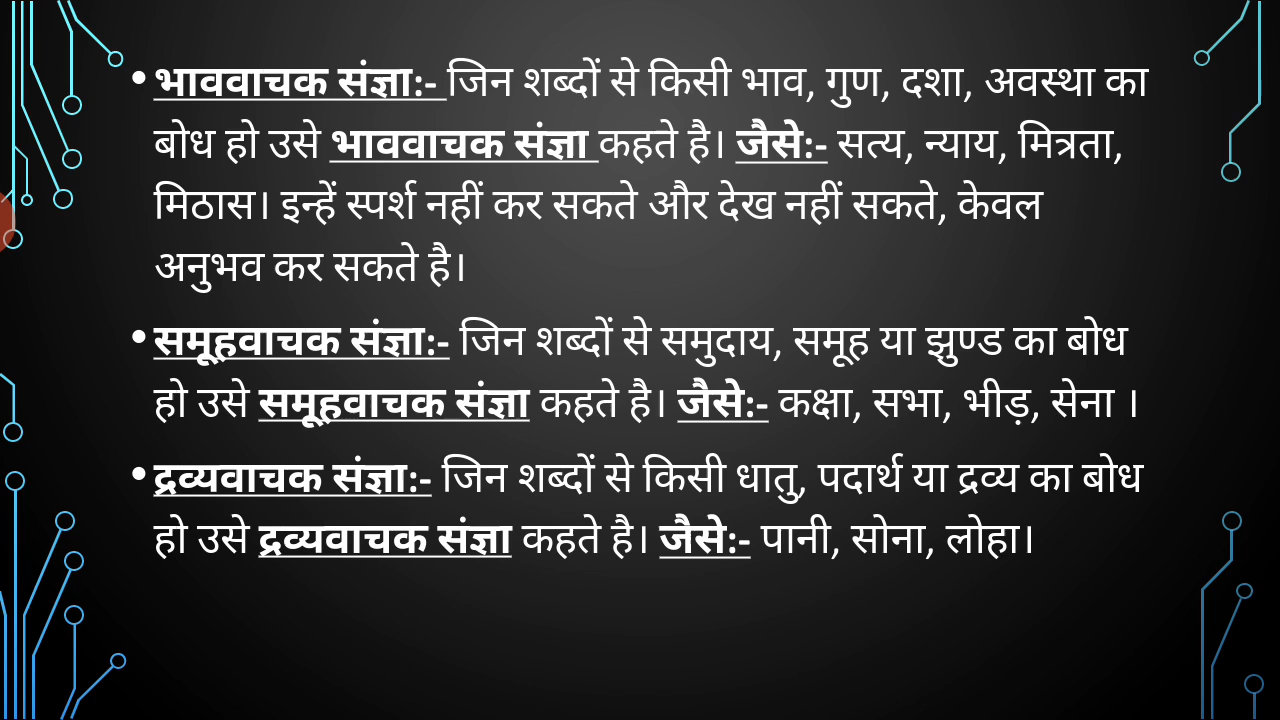 • भाववाचक संज्ञा:- जिन शब्दों से किसी भाव, गुण, दशा, अवस्था का
बोध हो उसे भाववाचक संज्ञा कहते है। जैसे:- सत्य, न्याय, मित्रता,
मिठास। इन्हें स्पर्श नहीं कर सकते और देख नहीं सकते, केवल
अनुभव कर सकते है।
• समूहवाचक संज्ञा:- जिन शब्दों से समुदाय, समूह या झुण्ड का बोध
हो उसे समूहवाचक संज्ञा कहते है। जैसे:- कक्षा, सभा, भीड़, सेना ।
• द्रव्यवाचक संज्ञा:- जिन शब्दों से किसी धातु, पदार्थ या द्रव्य का बोध
हो उसे द्रव्यवाचक संज्ञा कहते है। जैसे:- पानी, सोना, लोहा।